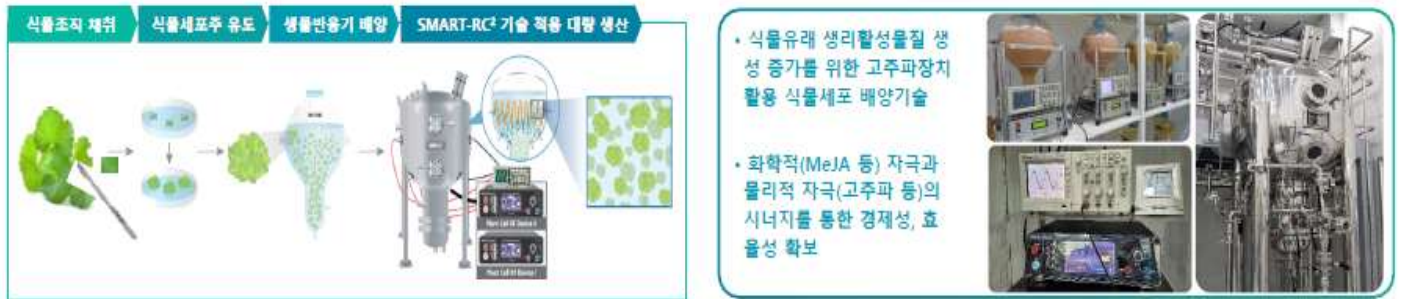 식물조직 채취
식물세포주 유도
생물반응기 배양
SMART-RC² 기술 적용 대량 생산
• 식물유래 생리활성물질 생
성 증가를 위한 고주파장치
활용 식물세포 배양기술
• 화학적(MeJA 등) 자극과
물리적 자극(고주파 등)의
시너지를 통한 경제성, 효
율성 확보